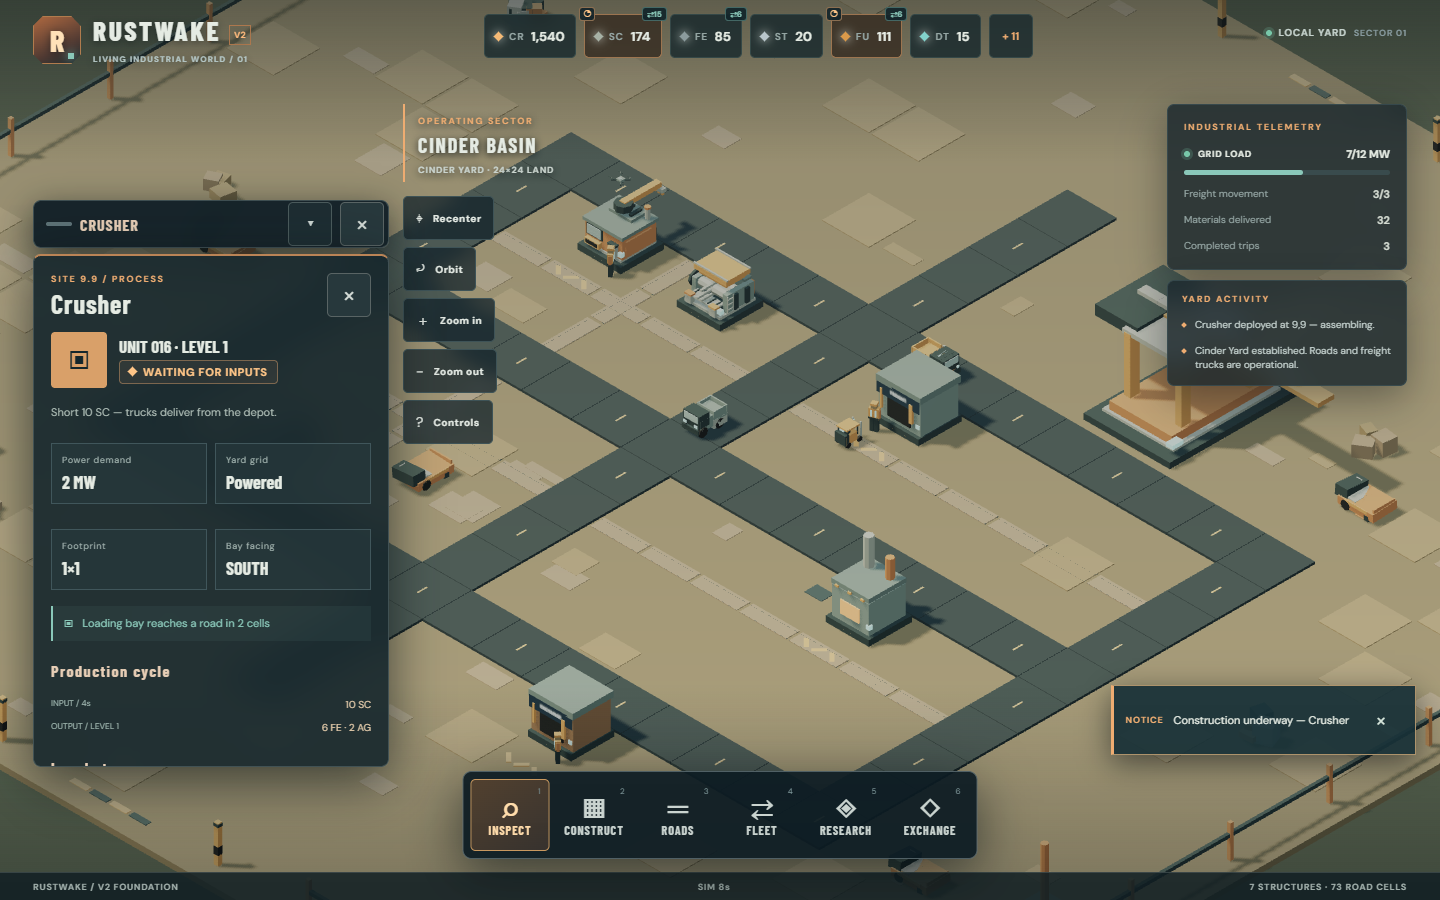 R
RUSTWAKE V2
LIVING INDUSTRIAL WORLD / 01
CR 1,540
SC 174
⇄15
FE 85
⇄6
ST 20
FU 111
⇄6
DT 15
+11
LOCAL YARD SECTOR 01
OPERATING SECTOR
CINDER BASIN
CINDER YARD · 24×24 LAND
Recenter
Orbit
+ Zoom in
− Zoom out
? Controls
CRUSHER
SITE 9.9 / PROCESS
Crusher
UNIT 016 · LEVEL 1
WAITING FOR INPUTS
Short 10 SC — trucks deliver from the depot.
Power demand
2 MW
Yard grid
Powered
Footprint
1×1
Bay facing
SOUTH
Loading bay reaches a road in 2 cells
Production cycle
INPUT / 4s 10 SC
OUTPUT / LEVEL 1 6 FE · 2 AG
INDUSTRIAL TELEMETRY
GRID LOAD 7/12 MW
Freight movement 3/3
Materials delivered 32
Completed trips 3
YARD ACTIVITY
Crusher deployed at 9,9 — assembling.
Cinder Yard established. Roads and freight
trucks are operational.
NOTICE Construction underway — Crusher
1
INSPECT
2
CONSTRUCT
3
ROADS
4
FLEET
5
RESEARCH
6
EXCHANGE
RUSTWAKE / V2 FOUNDATION
SIM 8s
7 STRUCTURES · 73 ROAD CELLS